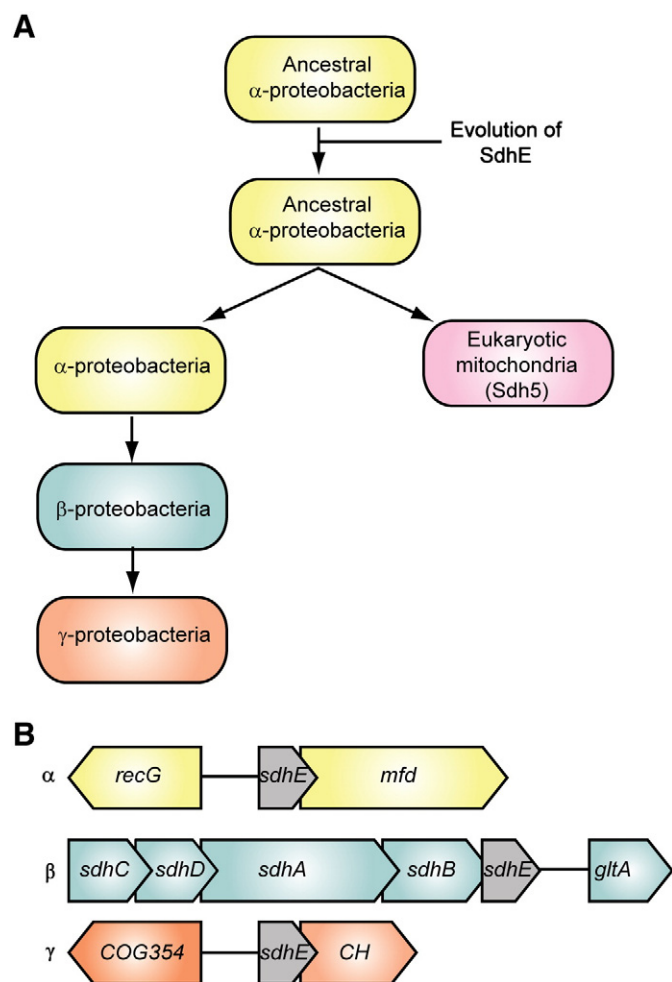 A
Ancestral
α-proteobacteria
Evolution of
SdhE
Ancestral
α-proteobacteria
α-proteobacteria
Eukaryotic
mitochondria
(Sdh5)
β-proteobacteria
γ-proteobacteria
B
α recG sdhE mfd
β sdhC sdhD sdhA sdhB sdhE gltA
γ COG354 sdhE CH